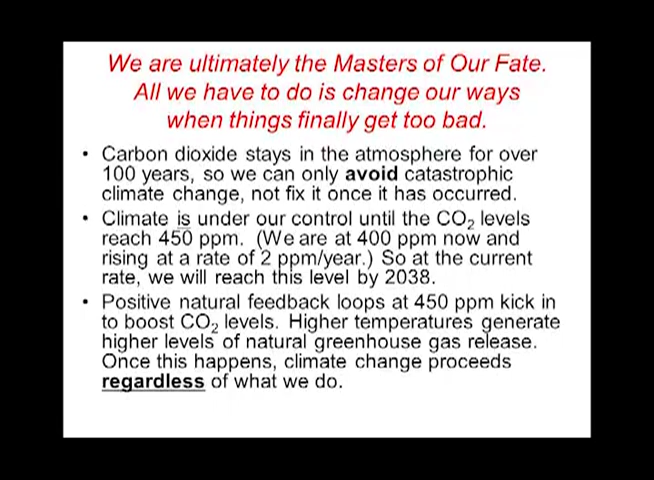 We are ultimately the Masters of Our Fate.
All we have to do is change our ways
when things finally get too bad.
• Carbon dioxide stays in the atmosphere for over
100 years, so we can only avoid catastrophic
climate change, not fix it once it has occurred.
• Climate is under our control until the CO₂ levels
reach 450 ppm. (We are at 400 ppm now and
rising at a rate of 2 ppm/year.) So at the current
rate, we will reach this level by 2038.
• Positive natural feedback loops at 450 ppm kick in
to boost CO₂ levels. Higher temperatures generate
higher levels of natural greenhouse gas release.
Once this happens, climate change proceeds
regardless of what we do.